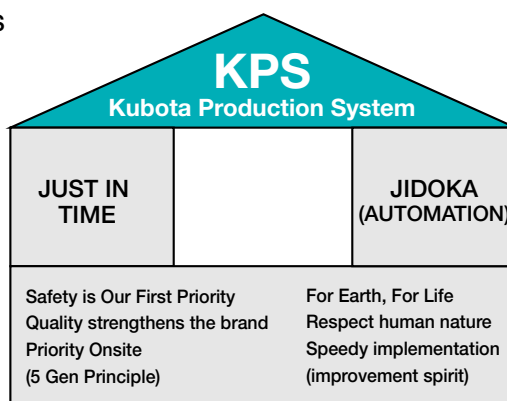 s
KPS
Kubota Production System
JUST IN
TIME
JIDOKA
(AUTOMATION)
Safety is Our First Priority
Quality strengthens the brand
Priority Onsite
(5 Gen Principle)
For Earth, For Life
Respect human nature
Speedy implementation
(improvement spirit)